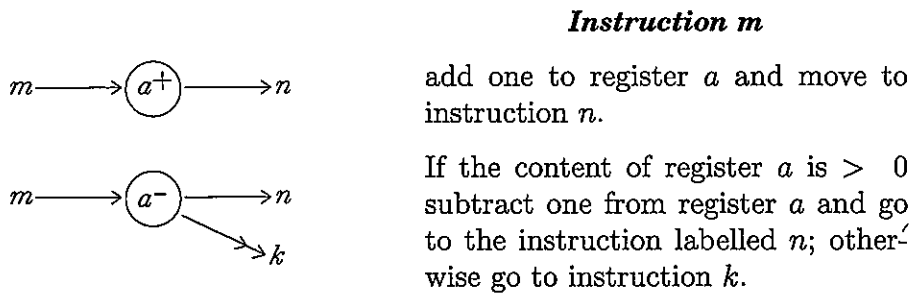 Instruction m
m a+ n
add one to register a and move to
instruction n.
m a- n
k
If the content of register a is > 0
subtract one from register a and go
to the instruction labelled n; other-
wise go to instruction k.